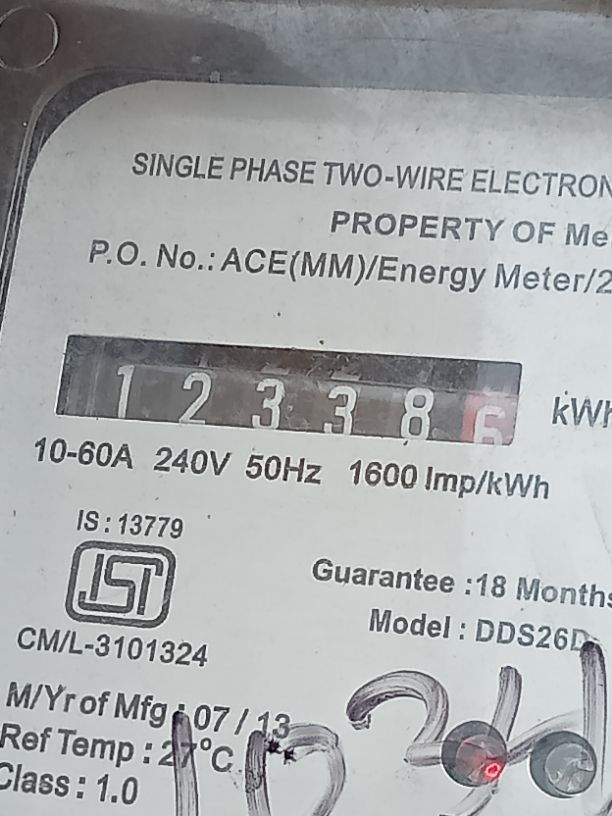 SINGLE PHASE TWO-WIRE ELECTRON
PROPERTY OF Me
P.O. No.: ACE(MM)/Energy Meter/2
1 2 3 3 8 6 kWh
10-60A 240V 50Hz 1600 Imp/kWh
IS : 13779
ISI
CM/L-3101324
Guarantee :18 Months
Model : DDS26D
M/Yr of Mfg : 07 / 13
Ref Temp : 27°C
Class : 1.0